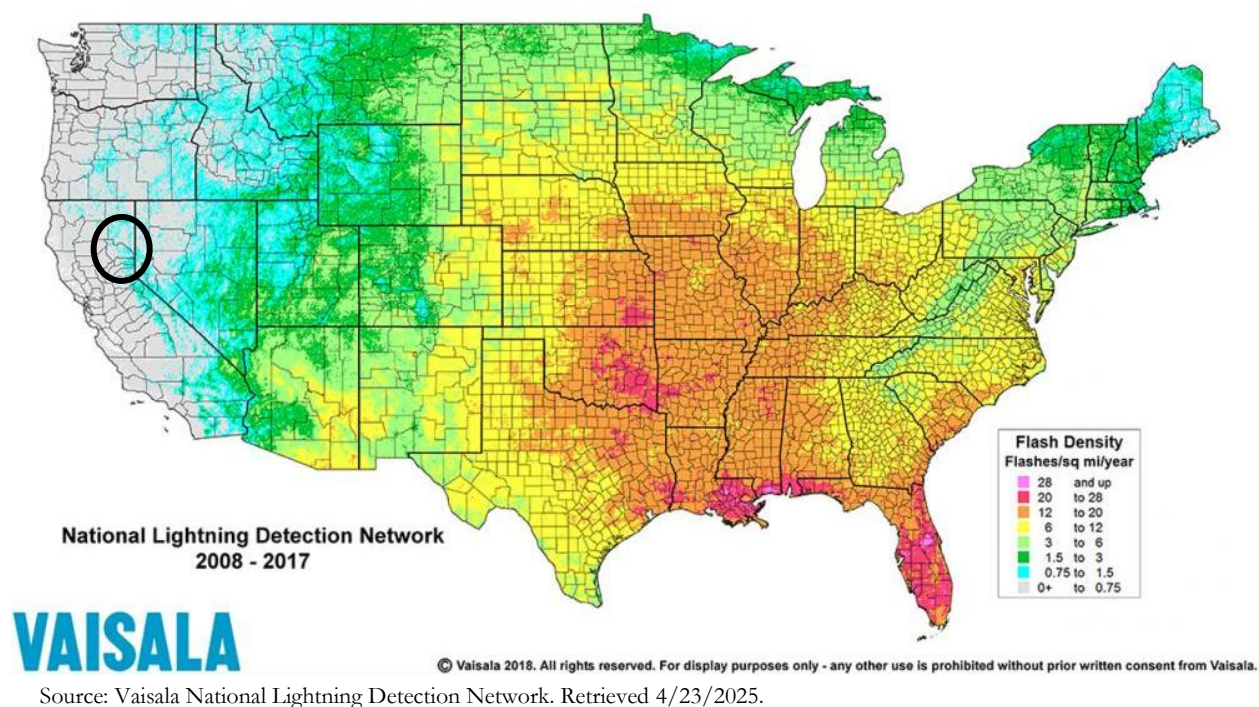 National Lightning Detection Network
2008 - 2017
Flash Density
Flashes/sq mi/year
28 and up
20 to 28
12 to 20
6 to 12
3 to 6
1.5 to 3
0.75 to 1.5
0+ to 0.75
VAISALA
© Vaisala 2018. All rights reserved. For display purposes only - any other use is prohibited without prior written consent from Vaisala.
Source: Vaisala National Lightning Detection Network. Retrieved 4/23/2025.